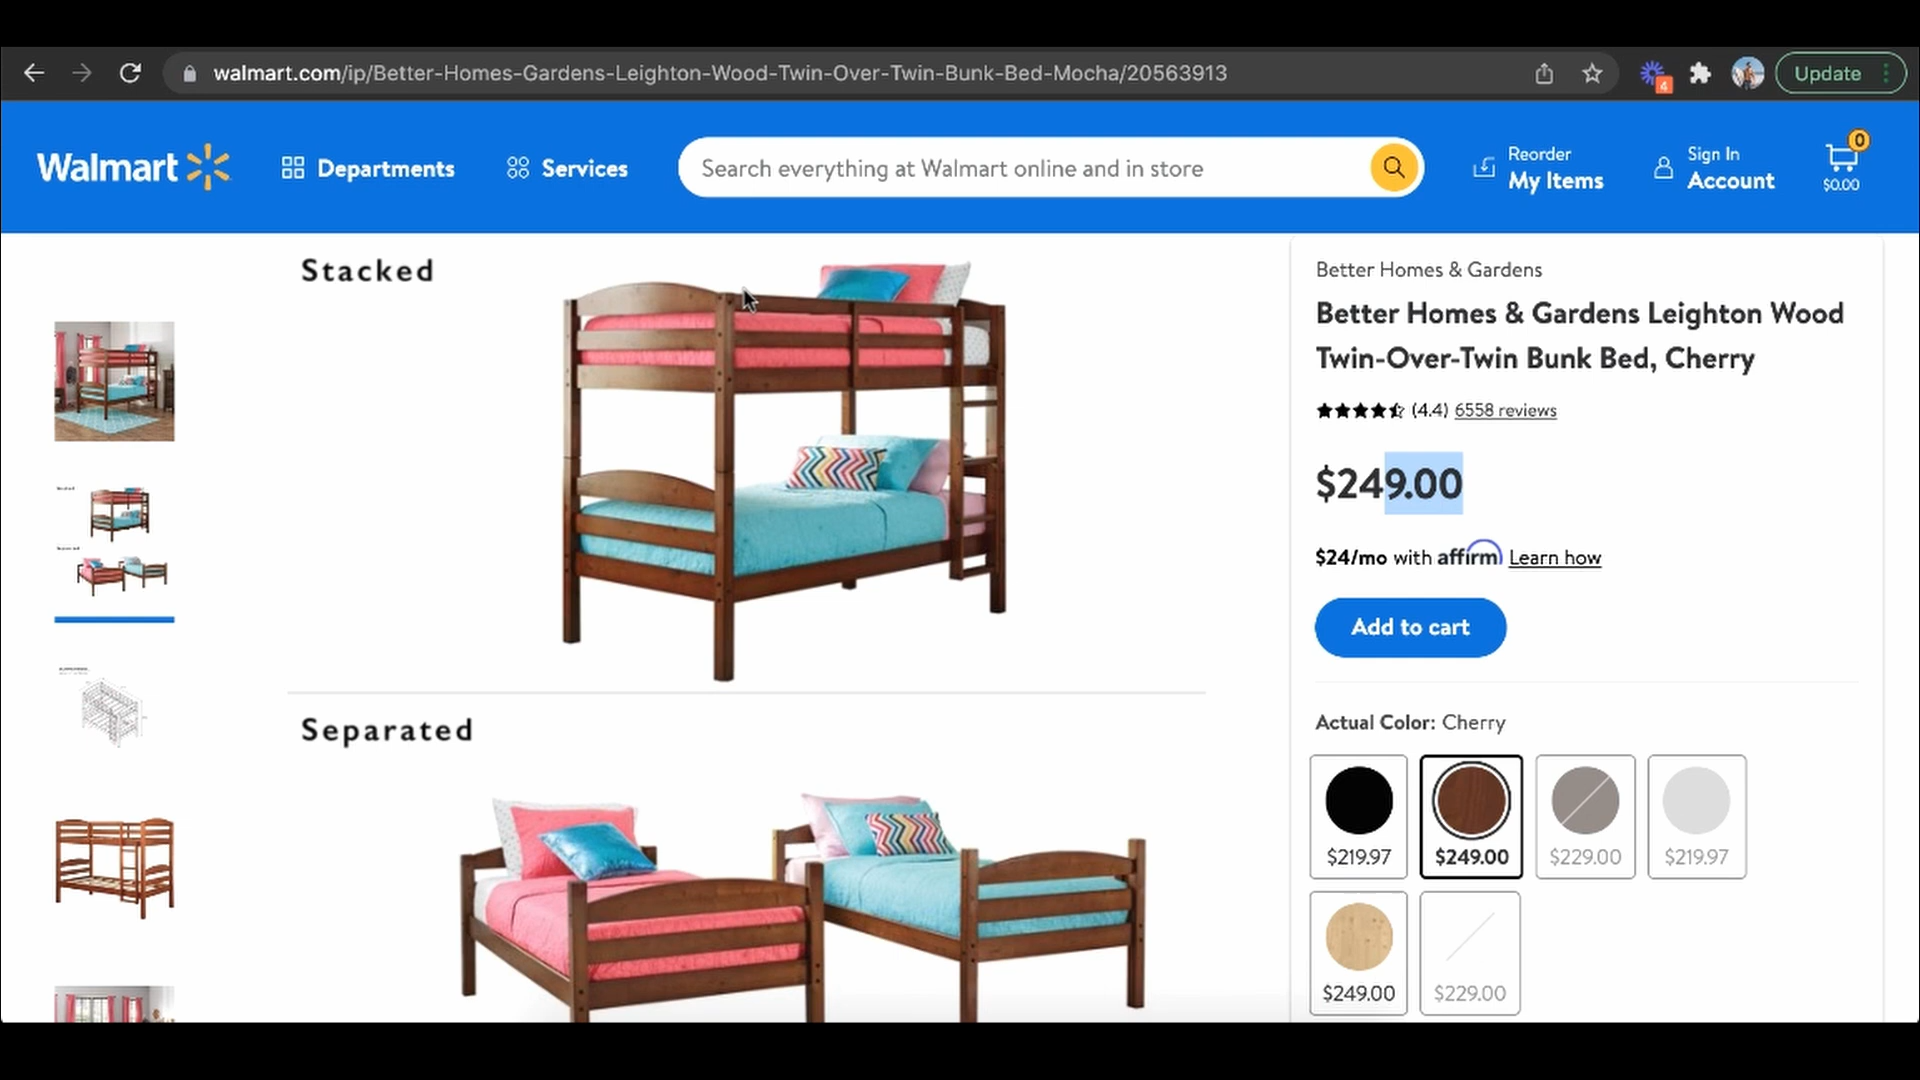 walmart.com/ip/Better-Homes-Gardens-Leighton-Wood-Twin-Over-Twin-Bunk-Bed-Mocha/20563913
4
Update
Walmart
Departments
Services
Search everything at Walmart online and in store
Reorder
My Items
Sign In
Account
0
$0.00
Stacked
Separated
Better Homes & Gardens
Better Homes & Gardens Leighton Wood
Twin-Over-Twin Bunk Bed, Cherry
(4.4) 6558 reviews
$249.00
$24/mo with affirm Learn how
Add to cart
Actual Color: Cherry
$219.97
$249.00
$229.00
$219.97
$249.00
$229.00